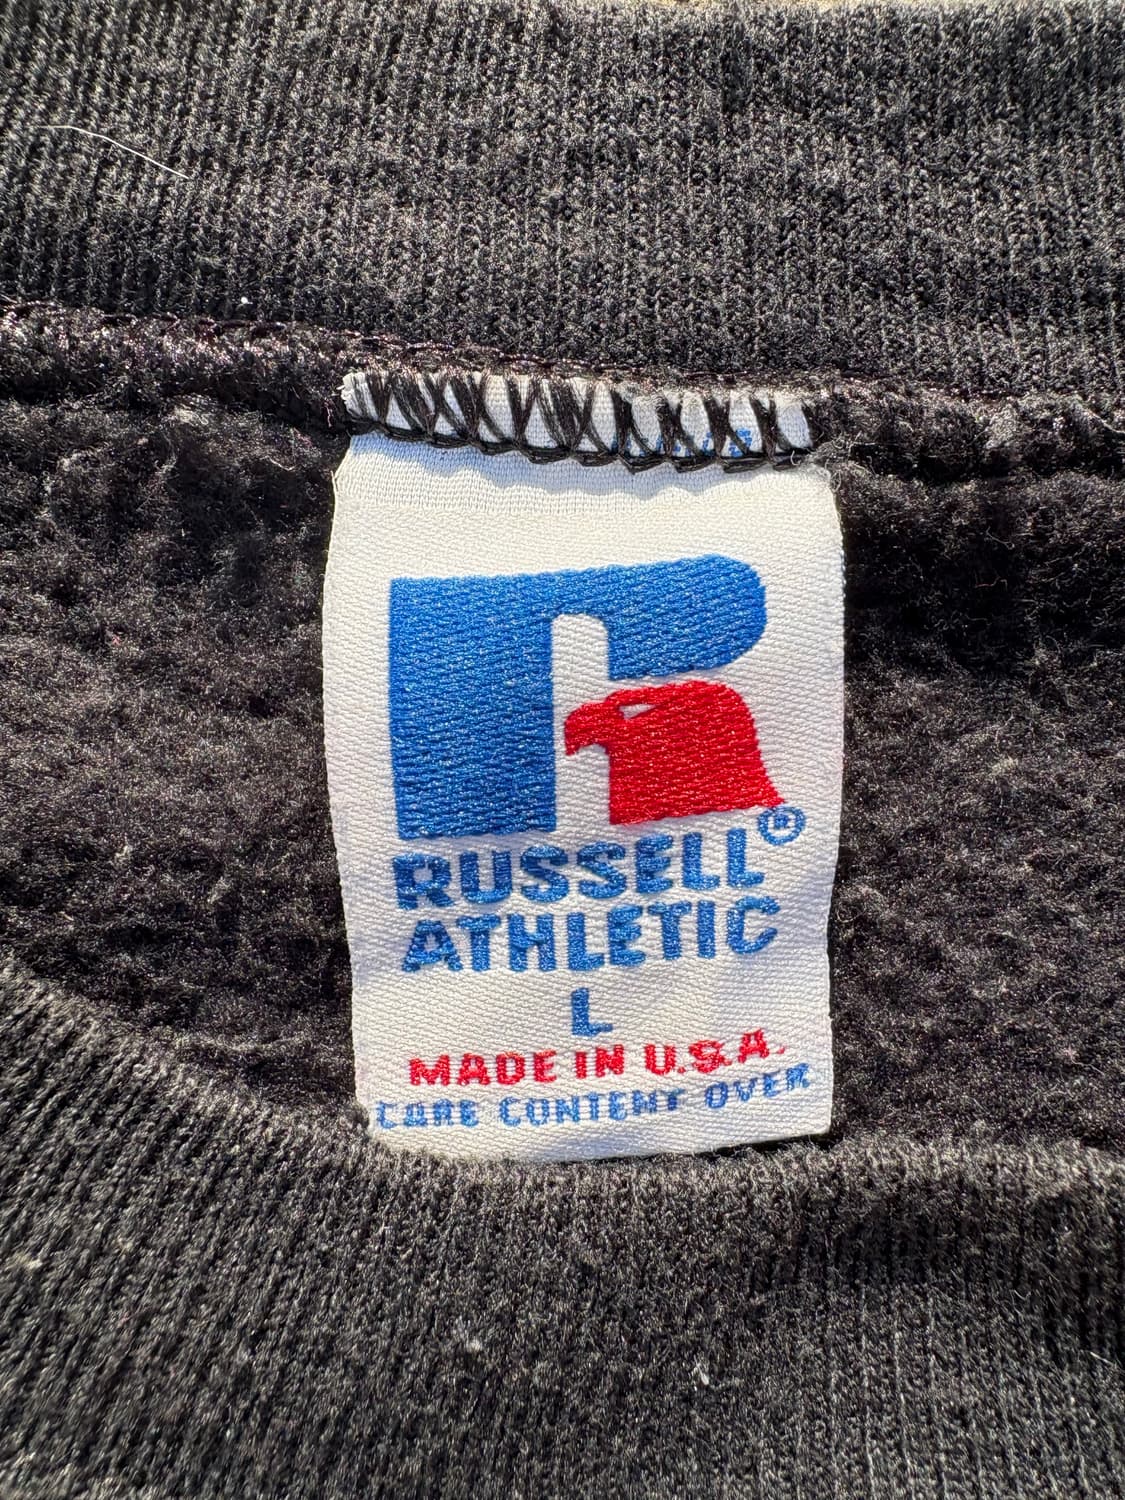 RUSSELL®
ATHLETIC
L
MADE IN U.S.A.
CARE CONTENT OVER